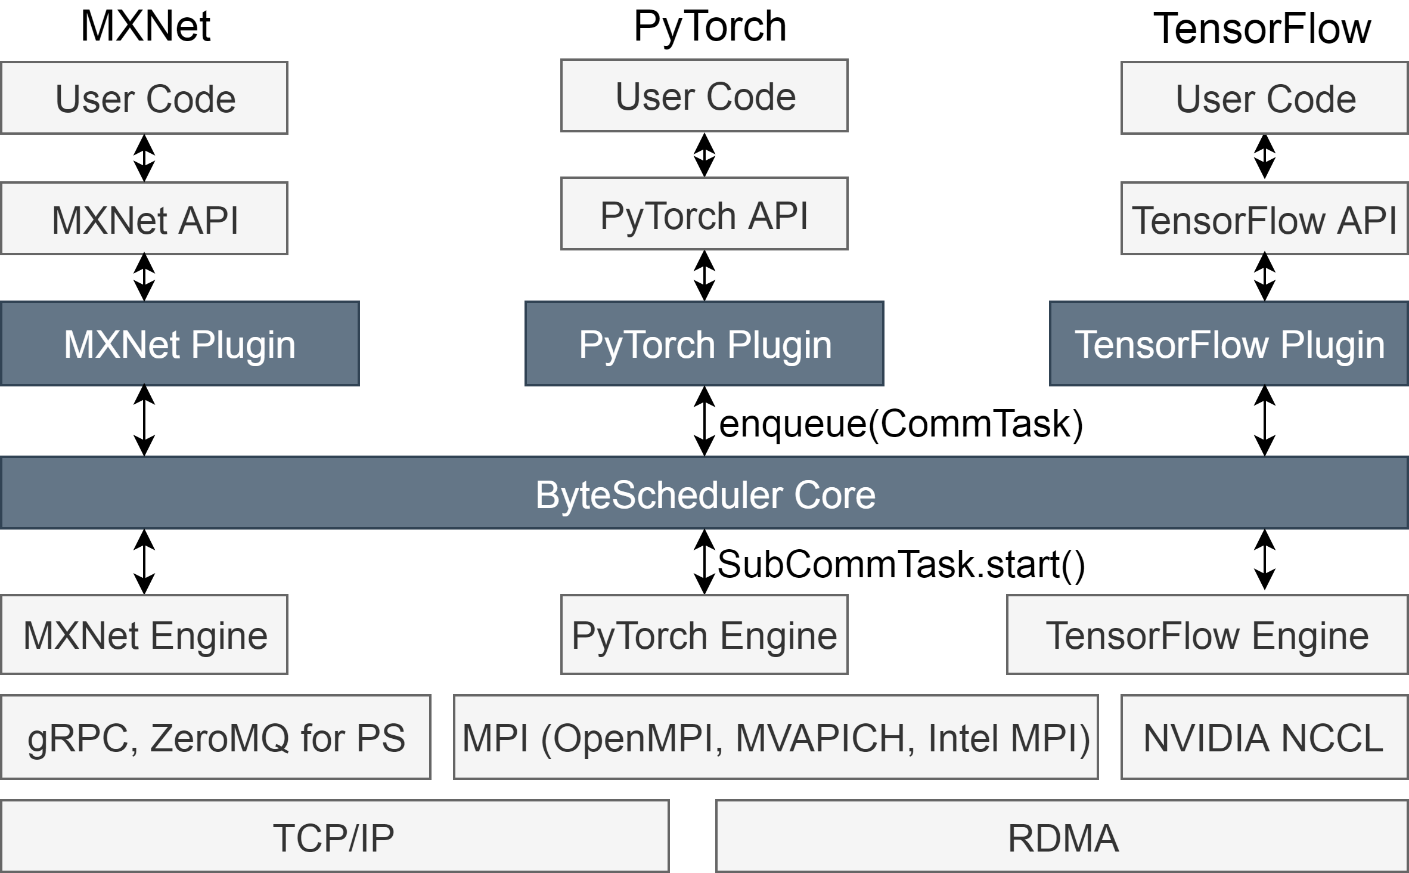 MXNet
PyTorch
TensorFlow
User Code
User Code
User Code
MXNet API
PyTorch API
TensorFlow API
MXNet Plugin
PyTorch Plugin
TensorFlow Plugin
enqueue(CommTask)
ByteScheduler Core
SubCommTask.start()
MXNet Engine
PyTorch Engine
TensorFlow Engine
gRPC, ZeroMQ for PS
MPI (OpenMPI, MVAPICH, Intel MPI)
NVIDIA NCCL
TCP/IP
RDMA